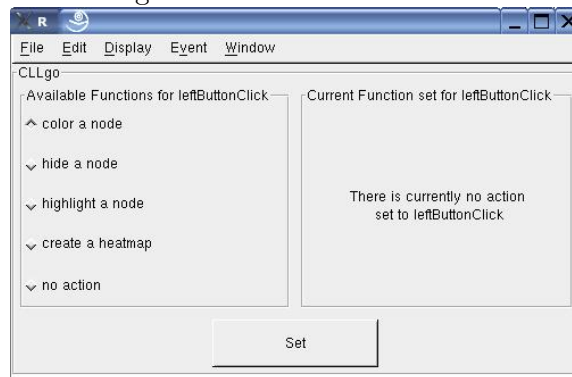 R
File Edit Display Event Window
CLLgo
Available Functions for leftButtonClick
color a node
hide a node
highlight a node
create a heatmap
no action
Current Function set for leftButtonClick
There is currently no action
set to leftButtonClick
Set